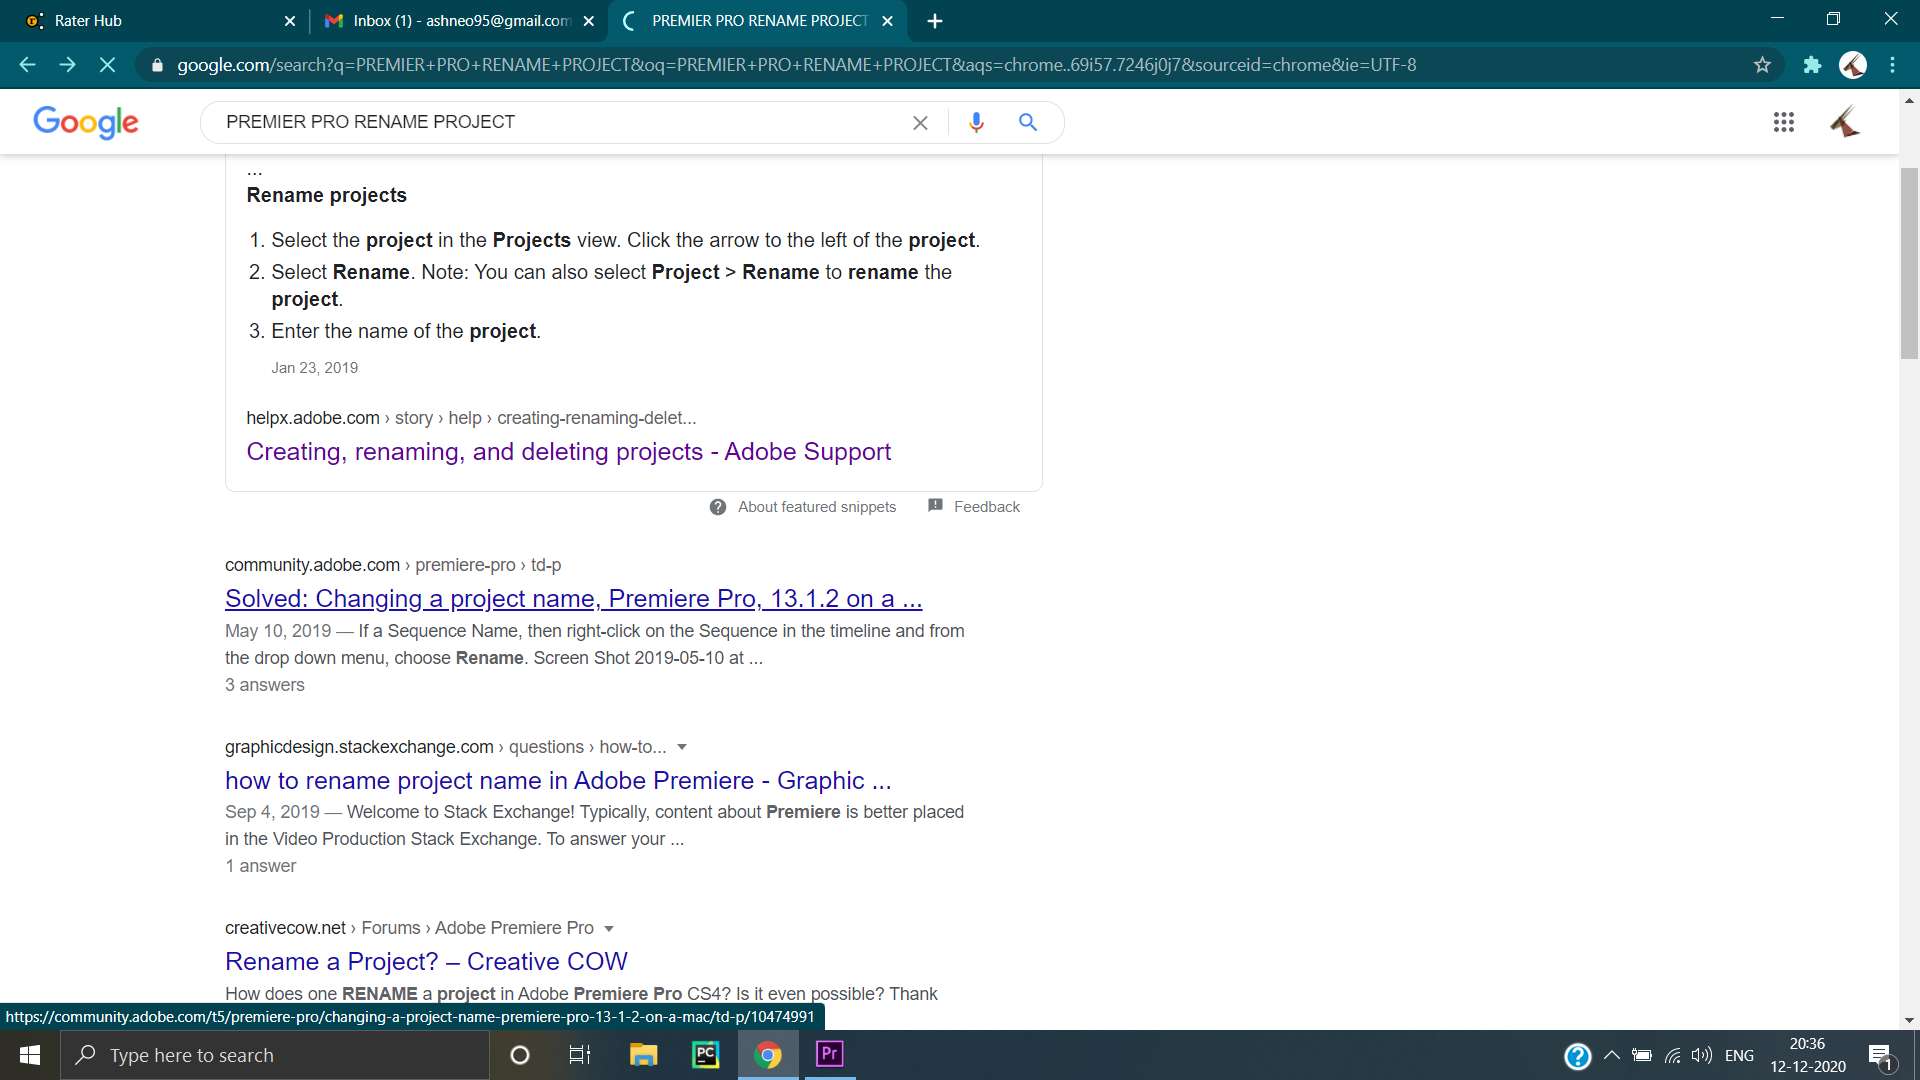 Rater Hub
Inbox (1) - ashneo95@gmail.com
PREMIER PRO RENAME PROJECT
google.com/search?q=PREMIER+PRO+RENAME+PROJECT&oq=PREMIER+PRO+RENAME+PROJECT&aqs=chrome..69i57.7246j0j7&sourceid=chrome&ie=UTF-8
Google
PREMIER PRO RENAME PROJECT
...
Rename projects
1. Select the project in the Projects view. Click the arrow to the left of the project.
2. Select Rename. Note: You can also select Project > Rename to rename the
project.
3. Enter the name of the project.
Jan 23, 2019
helpx.adobe.com › story › help › creating-renaming-delet...
Creating, renaming, and deleting projects - Adobe Support
About featured snippets
Feedback
community.adobe.com › premiere-pro › td-p
Solved: Changing a project name, Premiere Pro, 13.1.2 on a ...
May 10, 2019 — If a Sequence Name, then right-click on the Sequence in the timeline and from
the drop down menu, choose Rename. Screen Shot 2019-05-10 at ...
3 answers
graphicdesign.stackexchange.com › questions › how-to...
how to rename project name in Adobe Premiere - Graphic ...
Sep 4, 2019 — Welcome to Stack Exchange! Typically, content about Premiere is better placed
in the Video Production Stack Exchange. To answer your ...
1 answer
creativecow.net › Forums › Adobe Premiere Pro
Rename a Project? – Creative COW
How does one RENAME a project in Adobe Premiere Pro CS4? Is it even possible? Thank
https://community.adobe.com/t5/premiere-pro/changing-a-project-name-premiere-pro-13-1-2-on-a-mac/td-p/10474991
Type here to search
PC
Pr
ENG
20:36
12-12-2020
1